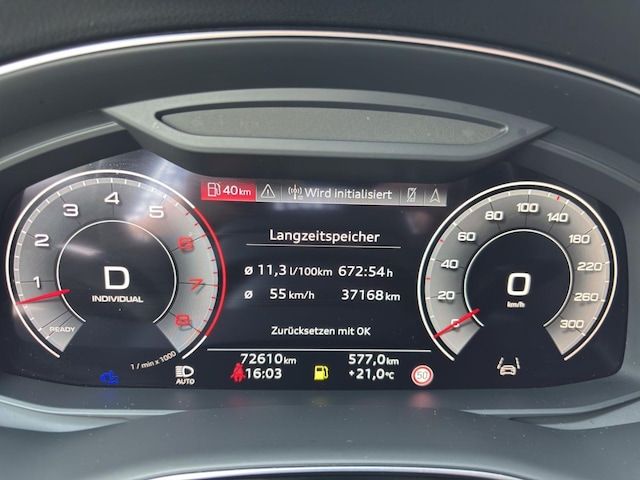 40 km Wird initialisiert
Langzeitspeicher
ø 11,3 l/100km 672:54 h
ø 55 km/h 37168 km
Zurücksetzen mit OK
1 2 3 4 5 6 7 8
D
INDIVIDUAL
READY
1 / min x 1000
0 20 60 80 100 140 180 220 260 300
0
km/h
AUTO
72610 km 577,0 km
16:03 +21,0 °C
50